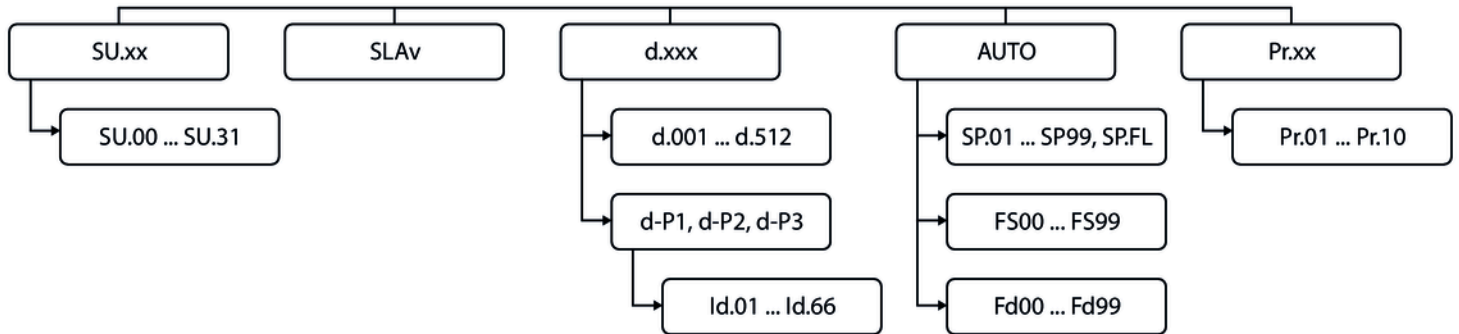 SU.xx
SLAv
d.xxx
AUTO
Pr.xx
SU.00 ... SU.31
d.001 ... d.512
SP.01 ... SP99, SP.FL
Pr.01 ... Pr.10
d-P1, d-P2, d-P3
FS00 ... FS99
Id.01 ... Id.66
Fd00 ... Fd99